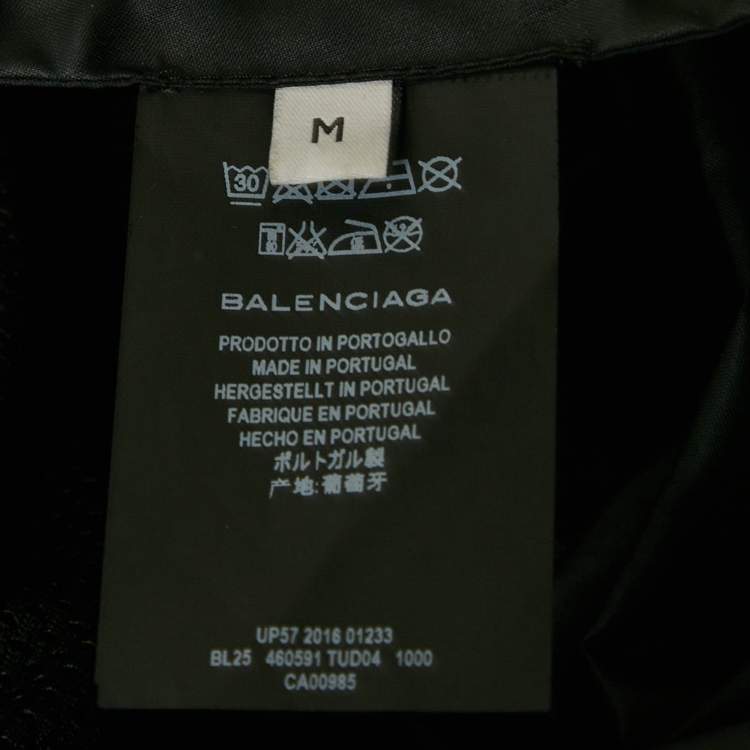 M
30
BALENCIAGA
PRODOTTO IN PORTOGALLO
MADE IN PORTUGAL
HERGESTELLT IN PORTUGAL
FABRIQUE EN PORTUGAL
HECHO EN PORTUGAL
ポルトガル製
产地:葡萄牙
UP57 2016 01233
BL25 460591 TUD04 1000
CA00985